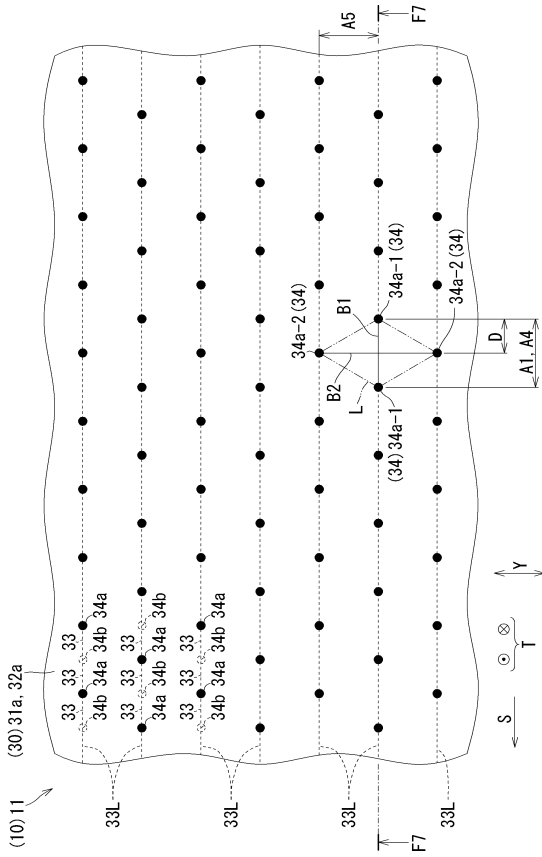 (10) 11
(30) 31a, 32a
A5
F7
33 33 33
34b 34a 34b 34a
33 33 33
34a 34b 34a 34b
33 33 33
34b 34a 34b 34a
34a-2 (34)
B1
B2
L
34a-1 (34)
34a-1
(34)
34a-2 (34)
D
A1, A4
33L
33L
33L
33L
F7
S
T
Y